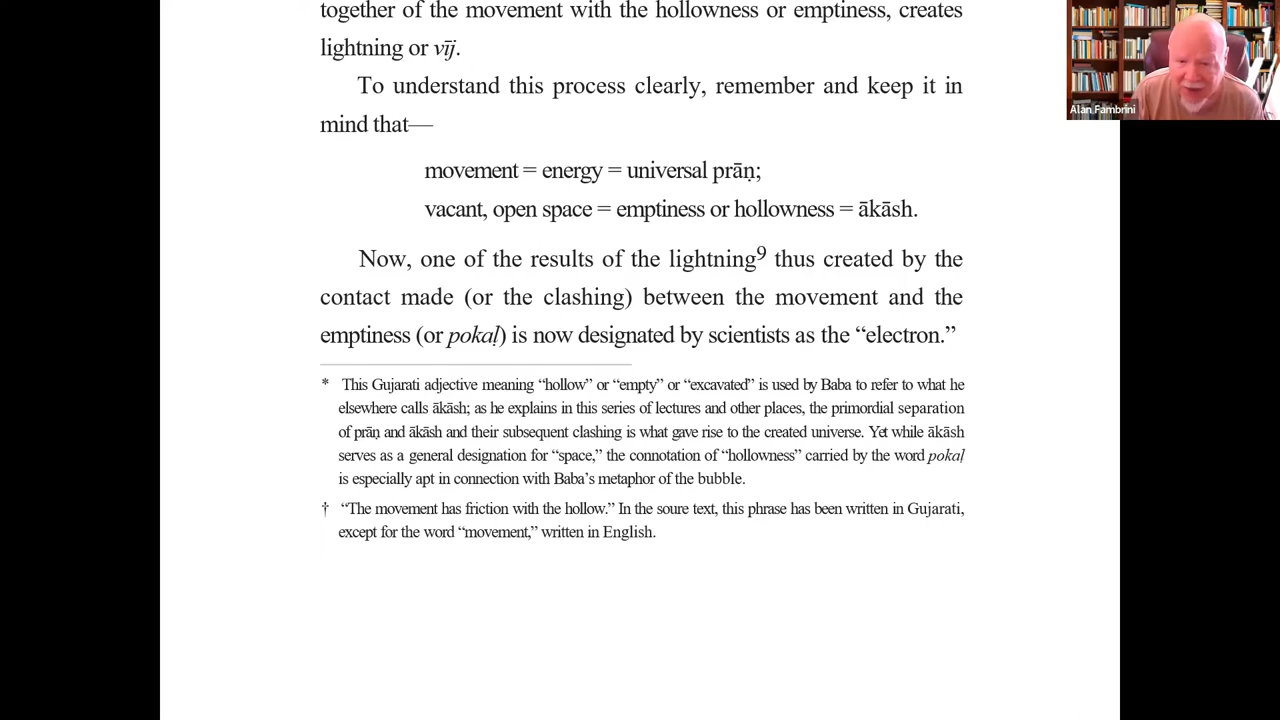 together of the movement with the hollowness or emptiness, creates
lightning or vīj.
To understand this process clearly, remember and keep it in
mind that—
movement = energy = universal prāṇ;
vacant, open space = emptiness or hollowness = ākāsh.
Now, one of the results of the lightning9 thus created by the
contact made (or the clashing) between the movement and the
emptiness (or pokaḷ) is now designated by scientists as the “electron.”
* This Gujarati adjective meaning “hollow” or “empty” or “excavated” is used by Baba to refer to what he
elsewhere calls ākāsh; as he explains in this series of lectures and other places, the primordial separation
of prāṇ and ākāsh and their subsequent clashing is what gave rise to the created universe. Yet while ākāsh
serves as a general designation for “space,” the connotation of “hollowness” carried by the word pokaḷ
is especially apt in connection with Baba’s metaphor of the bubble.
† “The movement has friction with the hollow.” In the soure text, this phrase has been written in Gujarati,
except for the word “movement,” written in English.
Alan Fambrini